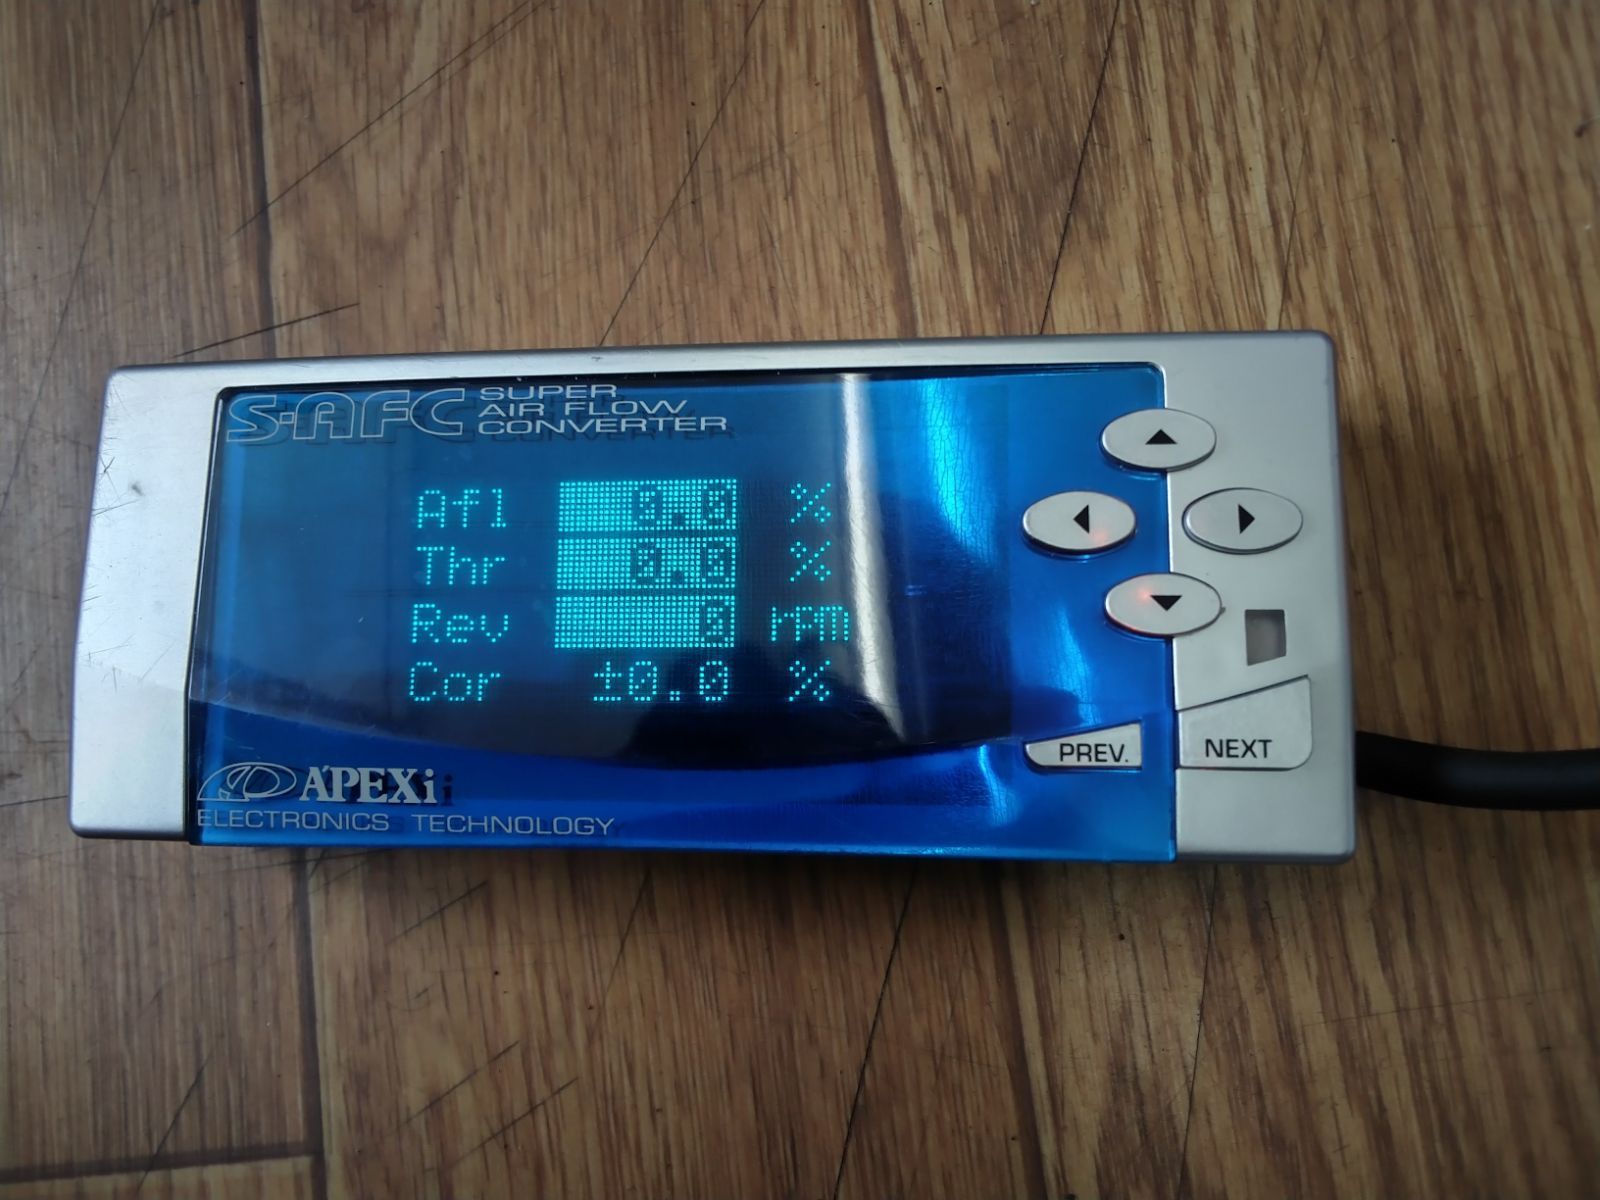 S-AFC SUPER AIR FLOW CONVERTER
Afl 0.0 %
Thr 0.0 %
Rev 0 rpm
Cor ±0.0 %
PREV. NEXT
A'PEXi
ELECTRONICS TECHNOLOGY